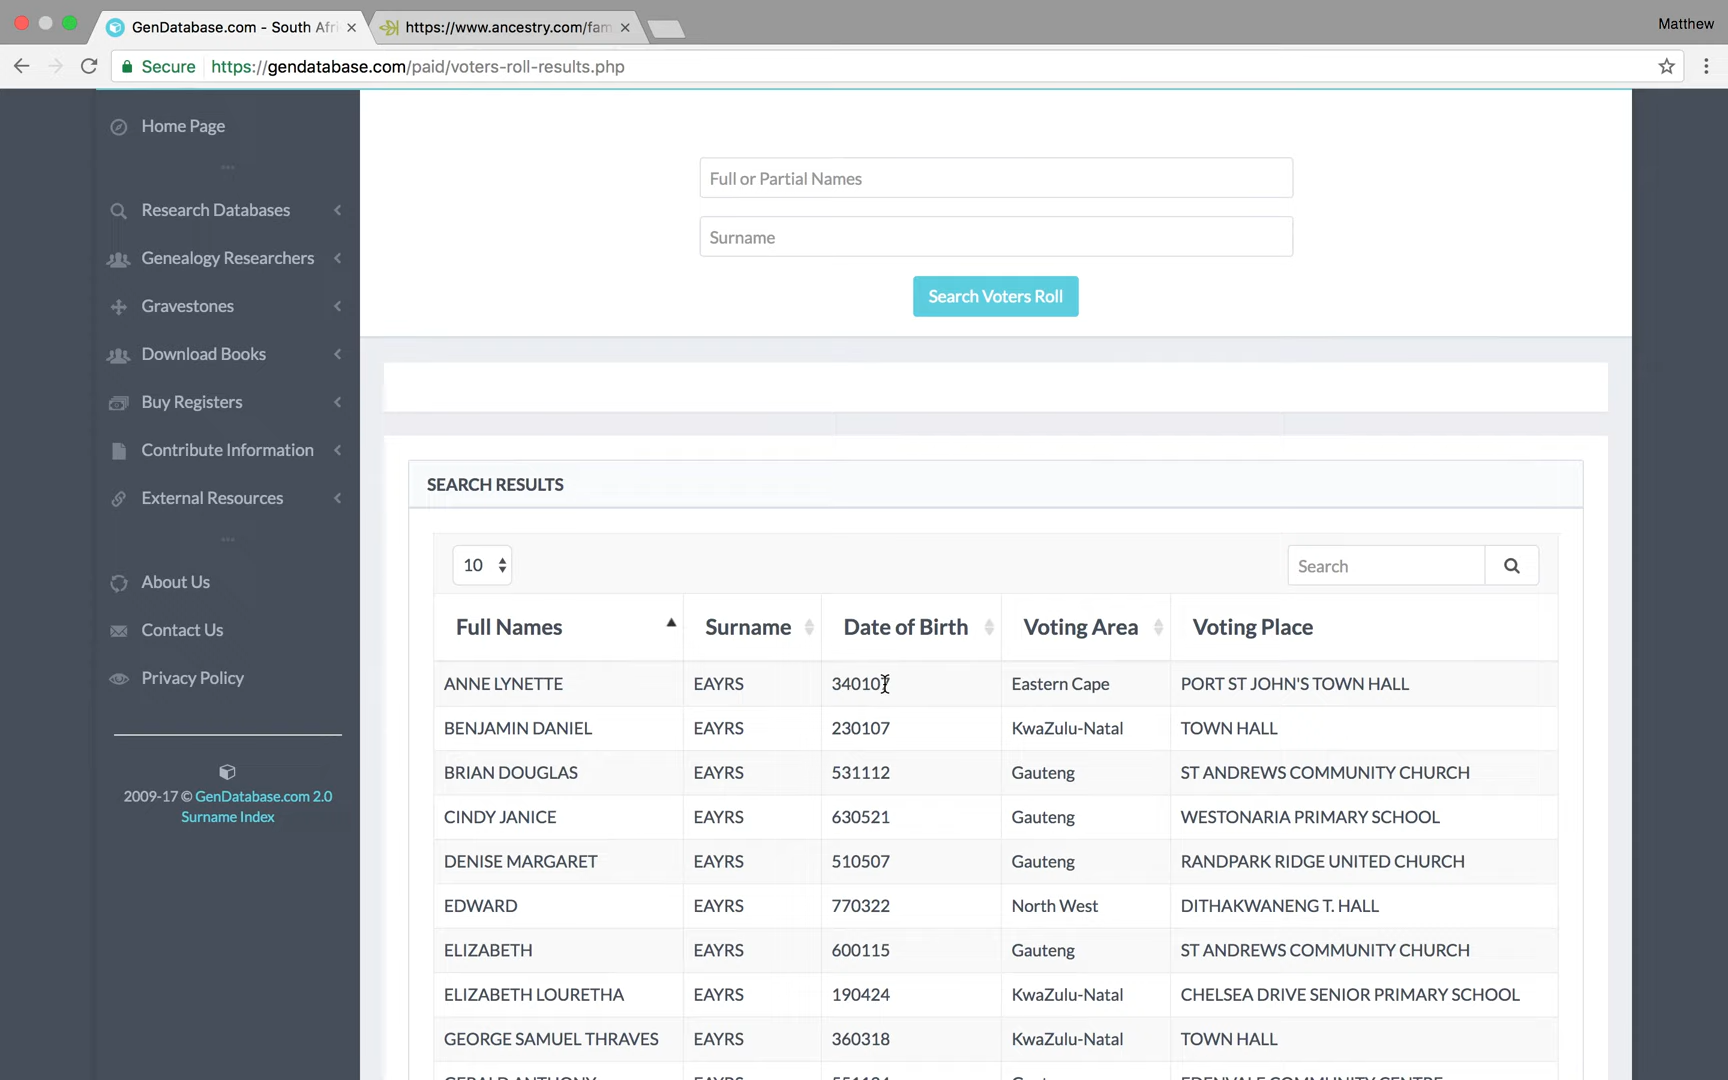 GenDatabase.com - South Afri
https://www.ancestry.com/fam
Matthew
Secure https://gendatabase.com/paid/voters-roll-results.php
Home Page
Research Databases
Genealogy Researchers
Gravestones
Download Books
Buy Registers
Contribute Information
External Resources
About Us
Contact Us
Privacy Policy
2009-17 © GenDatabase.com 2.0
Surname Index
Full or Partial Names
Surname
Search Voters Roll
SEARCH RESULTS
10 Search
Full Names Surname Date of Birth Voting Area Voting Place
ANNE LYNETTE EAYRS Eastern Cape PORT ST JOHN'S TOWN HALL
BENJAMIN DANIEL EAYRS 230107 KwaZulu-Natal TOWN HALL
BRIAN DOUGLAS EAYRS 531112 Gauteng ST ANDREWS COMMUNITY CHURCH
CINDY JANICE EAYRS 630521 Gauteng WESTONARIA PRIMARY SCHOOL
DENISE MARGARET EAYRS 510507 Gauteng RANDPARK RIDGE UNITED CHURCH
EDWARD EAYRS 770322 North West DITHAKWANENG T. HALL
ELIZABETH EAYRS 600115 Gauteng ST ANDREWS COMMUNITY CHURCH
ELIZABETH LOURETHA EAYRS 190424 KwaZulu-Natal CHELSEA DRIVE SENIOR PRIMARY SCHOOL
GEORGE SAMUEL THRAVES EAYRS 360318 KwaZulu-Natal TOWN HALL